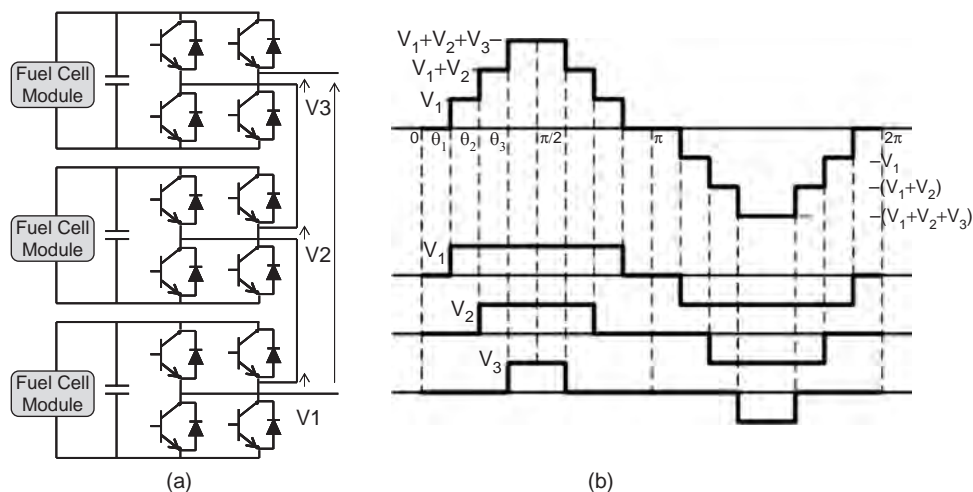 Fuel Cell
Module
V3
Fuel Cell
Module
V2
Fuel Cell
Module
V1
(a)
V₁+V₂+V₃
V₁+V₂
V₁
0 θ₁ θ₂ θ₃ π/2 π 2π
–V₁
–(V₁+V₂)
–(V₁+V₂+V₃)
V₁
V₂
V₃
(b)